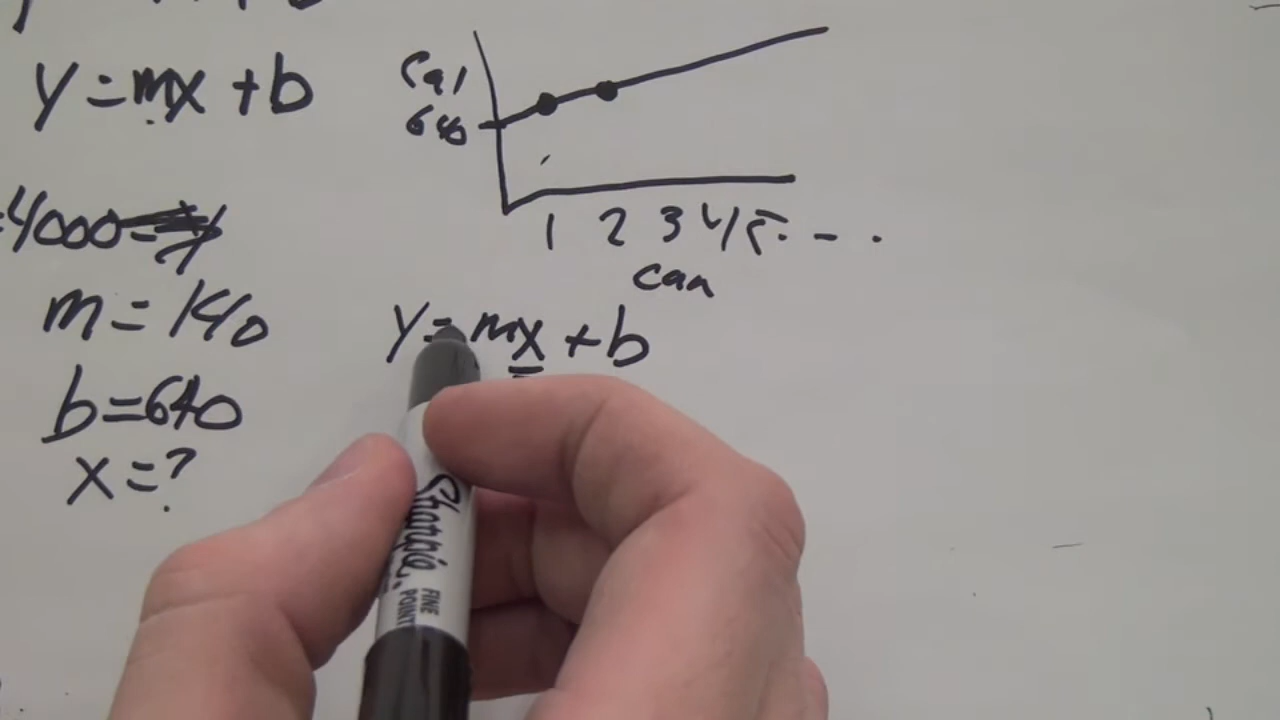 y = mx + b
=4000
m = 140
b = 640
x = ?
Cal
640
1 2 3 4 5 - - .
can
y = mx + b
Sharpie.
FINE
POINT